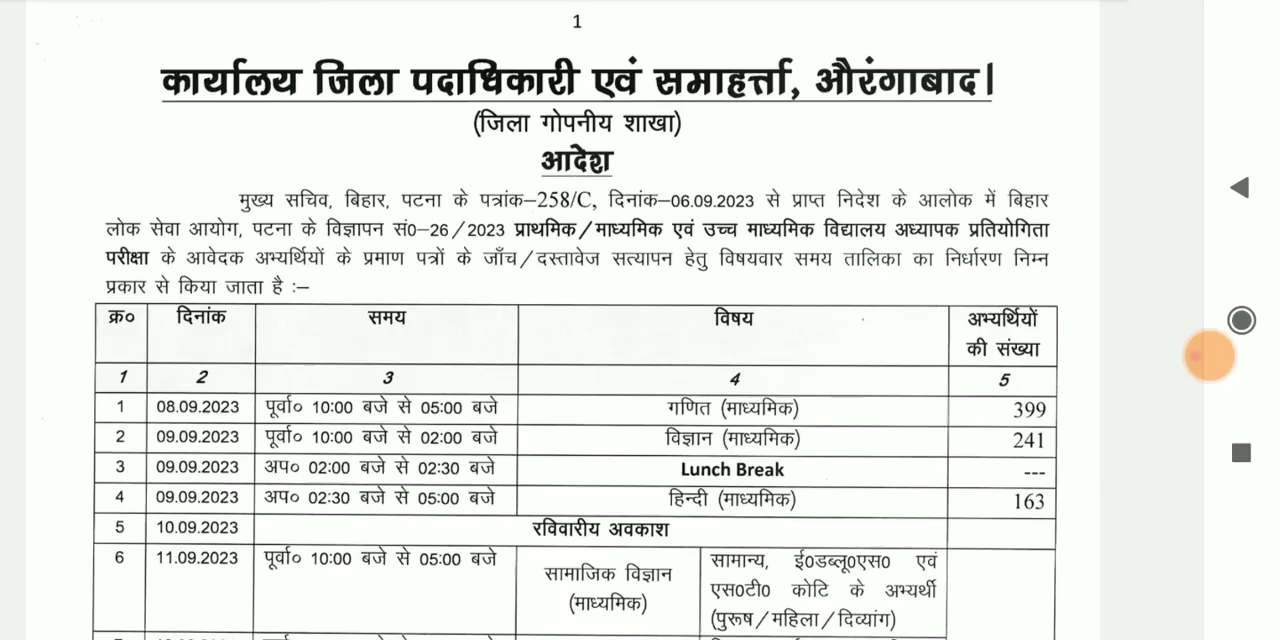 1
कार्यालय जिला पदाधिकारी एवं समाहर्त्ता, औरंगाबाद।
(जिला गोपनीय शाखा)
आदेश
मुख्य सचिव, बिहार, पटना के पत्रांक–258/C, दिनांक–06.09.2023 से प्राप्त निदेश के आलोक में बिहार
लोक सेवा आयोग, पटना के विज्ञापन सं0–26/2023 प्राथमिक/माध्यमिक एवं उच्च माध्यमिक विद्यालय अध्यापक प्रतियोगिता
परीक्षा के आवेदक अभ्यर्थियों के प्रमाण पत्रों के जाँच/दस्तावेज सत्यापन हेतु विषयवार समय तालिका का निर्धारण निम्न
प्रकार से किया जाता है :–
क्र० दिनांक समय विषय अभ्यर्थियों
की संख्या
1 2 3 4 5
1 08.09.2023 पूर्वा० 10:00 बजे से 05:00 बजे गणित (माध्यमिक) 399
2 09.09.2023 पूर्वा० 10:00 बजे से 02:00 बजे विज्ञान (माध्यमिक) 241
3 09.09.2023 अप० 02:00 बजे से 02:30 बजे Lunch Break ---
4 09.09.2023 अप० 02:30 बजे से 05:00 बजे हिन्दी (माध्यमिक) 163
5 10.09.2023 रविवारीय अवकाश
6 11.09.2023 पूर्वा० 10:00 बजे से 05:00 बजे सामाजिक विज्ञान
(माध्यमिक)
सामान्य, ई0डब्लू0एस0 एवं
एस0टी0 कोटि के अभ्यर्थी
(पुरूष/महिला/दिव्यांग)